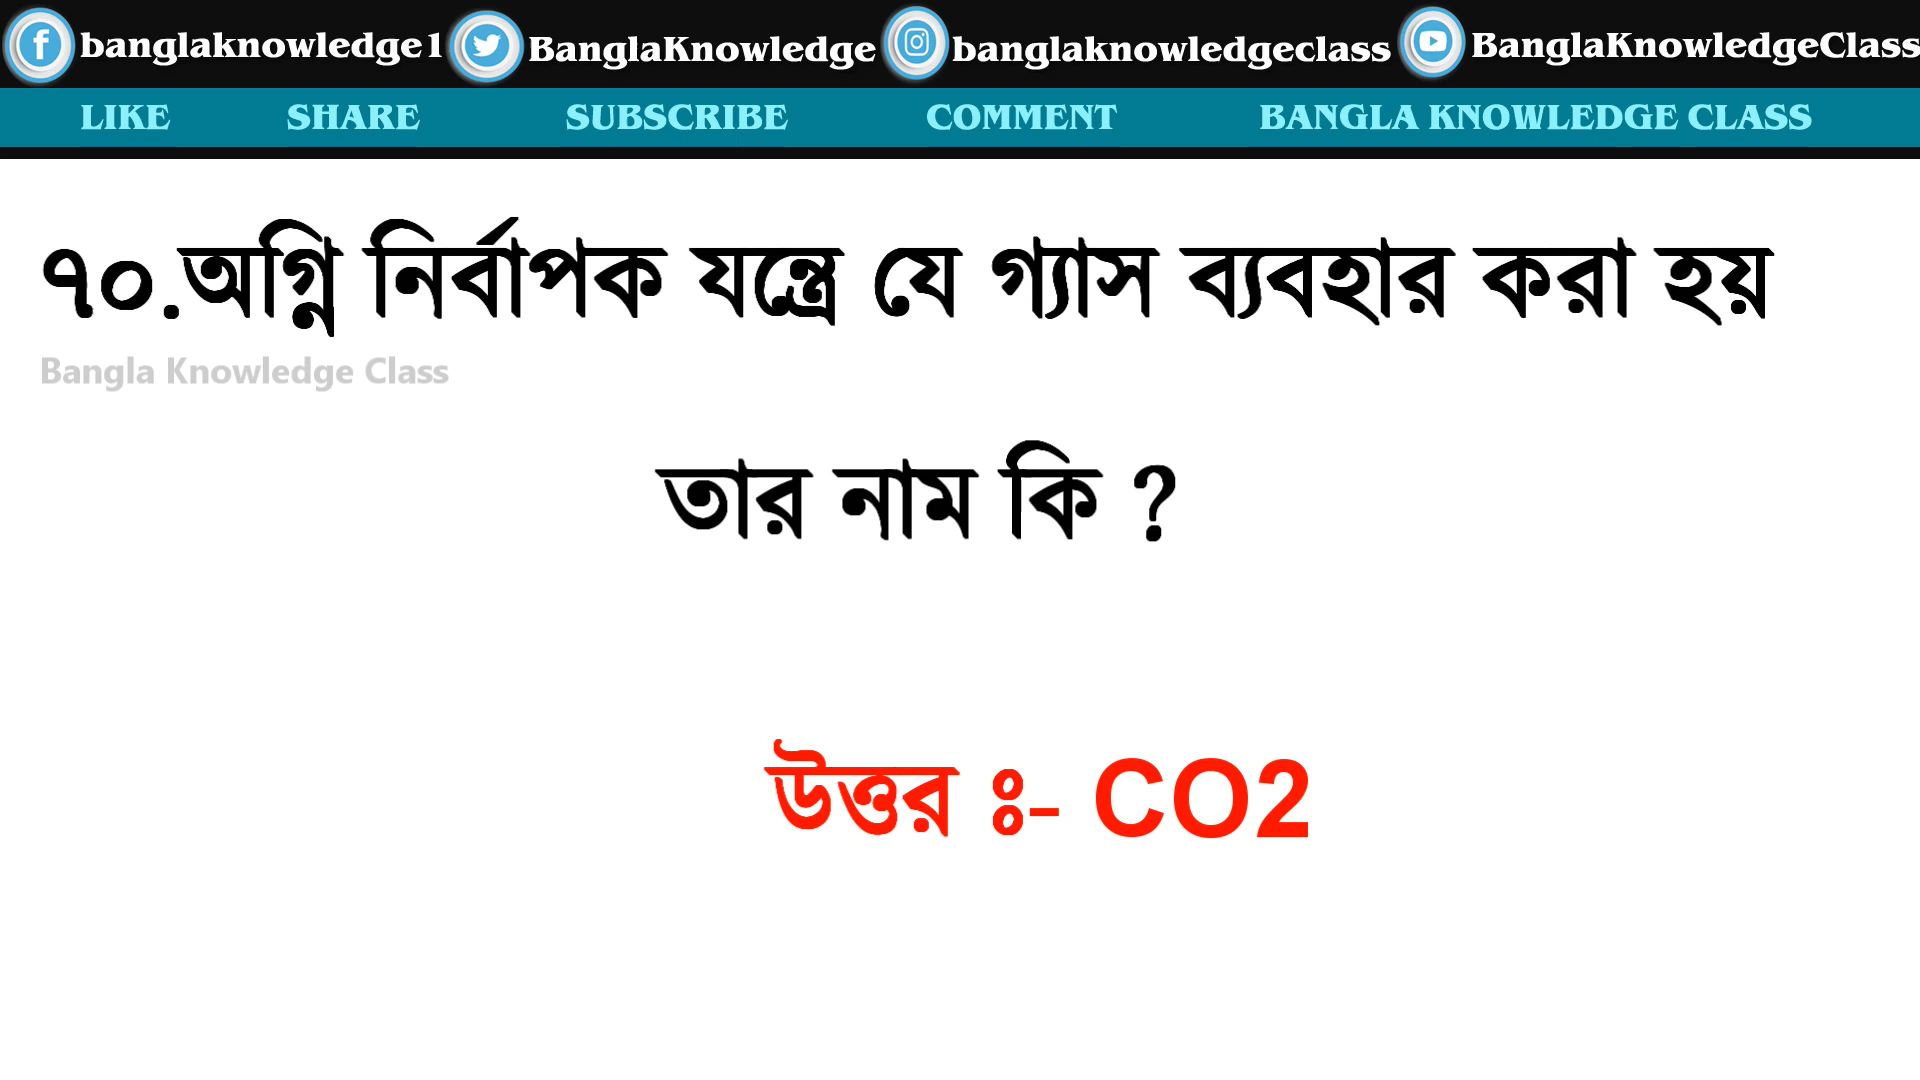 banglaknowledge1 BanglaKnowledge banglaknowledgeclass BanglaKnowledgeClass
LIKE SHARE SUBSCRIBE COMMENT BANGLA KNOWLEDGE CLASS
৭০.অগ্নি নির্বাপক যন্ত্রে যে গ্যাস ব্যবহার করা হয়
Bangla Knowledge Class
তার নাম কি ?
উত্তর ঃ- CO2